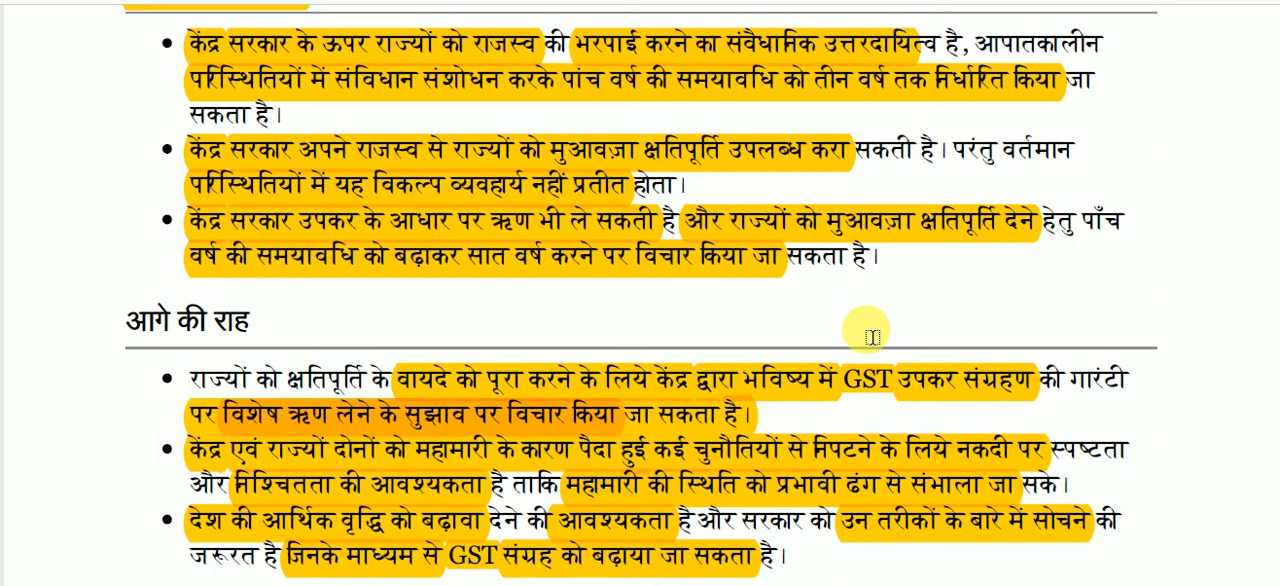 केंद्र सरकार के ऊपर राज्यों को राजस्व की भरपाई करने का संवैधानिक उत्तरदायित्व है, आपातकालीन
परिस्थितियों में संविधान संशोधन करके पांच वर्ष की समयावधि को तीन वर्ष तक निर्धारित किया जा
सकता है।
केंद्र सरकार अपने राजस्व से राज्यों को मुआवज़ा क्षतिपूर्ति उपलब्ध करा सकती है। परंतु वर्तमान
परिस्थितियों में यह विकल्प व्यवहार्य नहीं प्रतीत होता।
केंद्र सरकार उपकर के आधार पर ऋण भी ले सकती है और राज्यों को मुआवज़ा क्षतिपूर्ति देने हेतु पाँच
वर्ष की समयावधि को बढ़ाकर सात वर्ष करने पर विचार किया जा सकता है।
आगे की राह
राज्यों को क्षतिपूर्ति के वायदे को पूरा करने के लिये केंद्र द्वारा भविष्य में GST उपकर संग्रहण की गारंटी
पर विशेष ऋण लेने के सुझाव पर विचार किया जा सकता है।
केंद्र एवं राज्यों दोनों को महामारी के कारण पैदा हुई कई चुनौतियों से निपटने के लिये नकदी पर स्पष्टता
और निश्चितता की आवश्यकता है ताकि महामारी की स्थिति को प्रभावी ढंग से संभाला जा सके।
देश की आर्थिक वृद्धि को बढ़ावा देने की आवश्यकता है और सरकार को उन तरीकों के बारे में सोचने की
जरूरत है जिनके माध्यम से GST संग्रह को बढ़ाया जा सकता है।